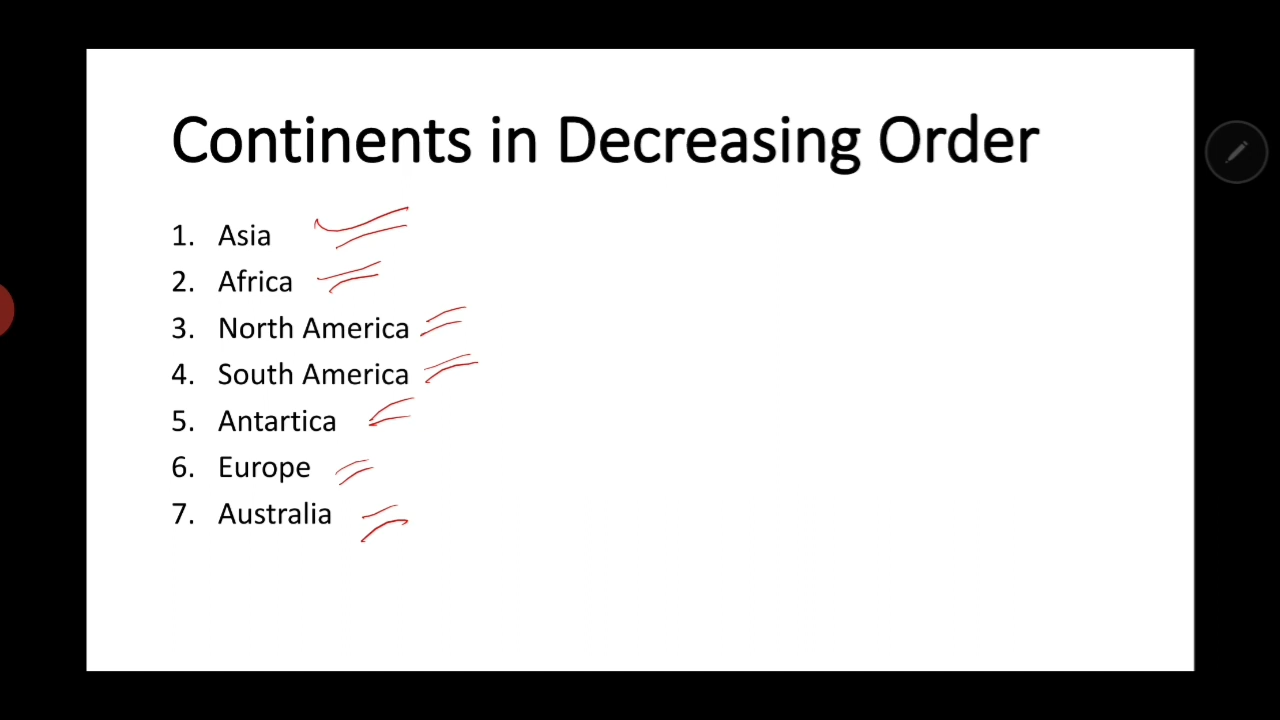 Continents in Decreasing Order
1. Asia
2. Africa
3. North America
4. South America
5. Antartica
6. Europe
7. Australia